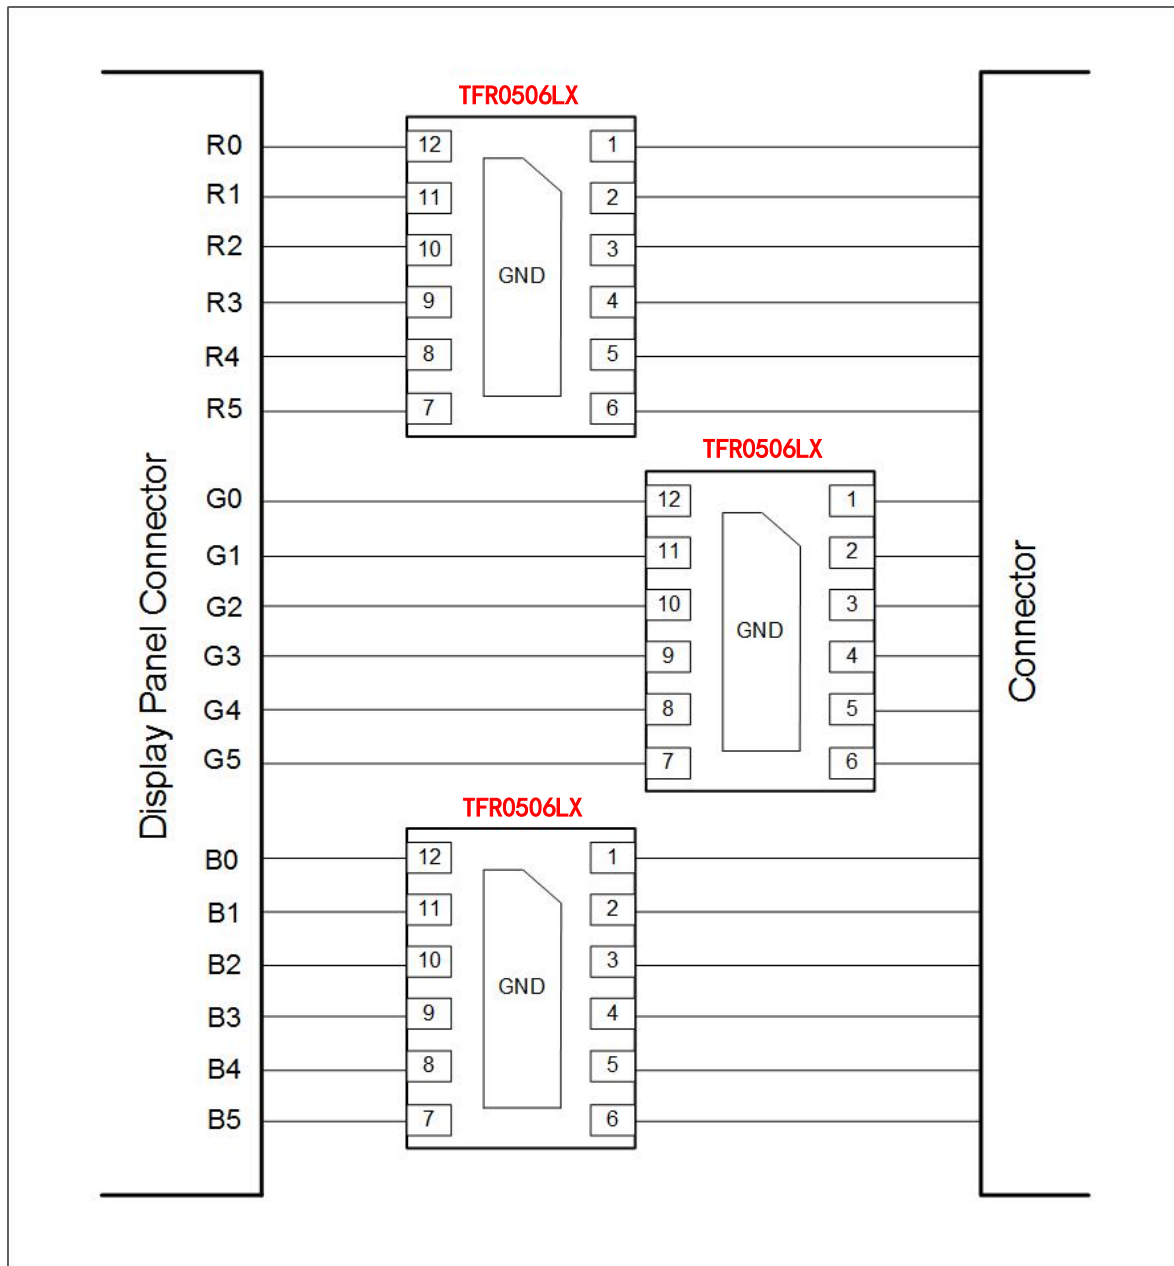 TFR0506LX
R0 12 1
R1 11 2
R2 10 3
GND
R3 9 4
R4 8 5
R5 7 6
TFR0506LX
G0 12 1
G1 11 2
G2 10 3
GND
G3 9 4
G4 8 5
G5 7 6
Display Panel Connector
Connector
TFR0506LX
B0 12 1
B1 11 2
B2 10 3
GND
B3 9 4
B4 8 5
B5 7 6